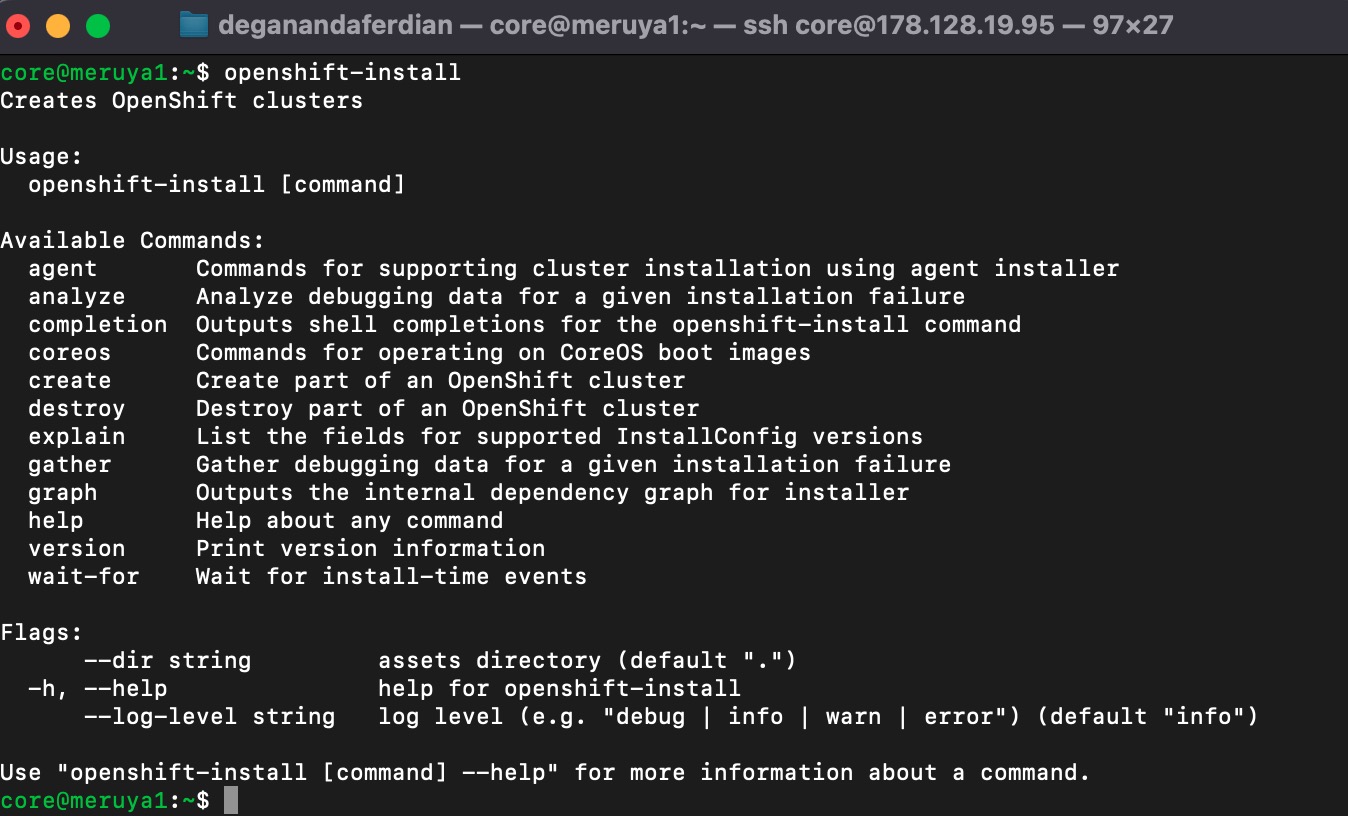 deganandaferdian — core@meruya1:~ — ssh core@178.128.19.95 — 97×27
core@meruya1:~$ openshift-install
Creates OpenShift clusters
Usage:
  openshift-install [command]
Available Commands:
  agent       Commands for supporting cluster installation using agent installer
  analyze     Analyze debugging data for a given installation failure
  completion  Outputs shell completions for the openshift-install command
  coreos      Commands for operating on CoreOS boot images
  create      Create part of an OpenShift cluster
  destroy     Destroy part of an OpenShift cluster
  explain     List the fields for supported InstallConfig versions
  gather      Gather debugging data for a given installation failure
  graph       Outputs the internal dependency graph for installer
  help        Help about any command
  version     Print version information
  wait-for    Wait for install-time events
Flags:
      --dir string         assets directory (default ".")
  -h, --help               help for openshift-install
      --log-level string   log level (e.g. "debug | info | warn | error") (default "info")
Use "openshift-install [command] --help" for more information about a command.
core@meruya1:~$